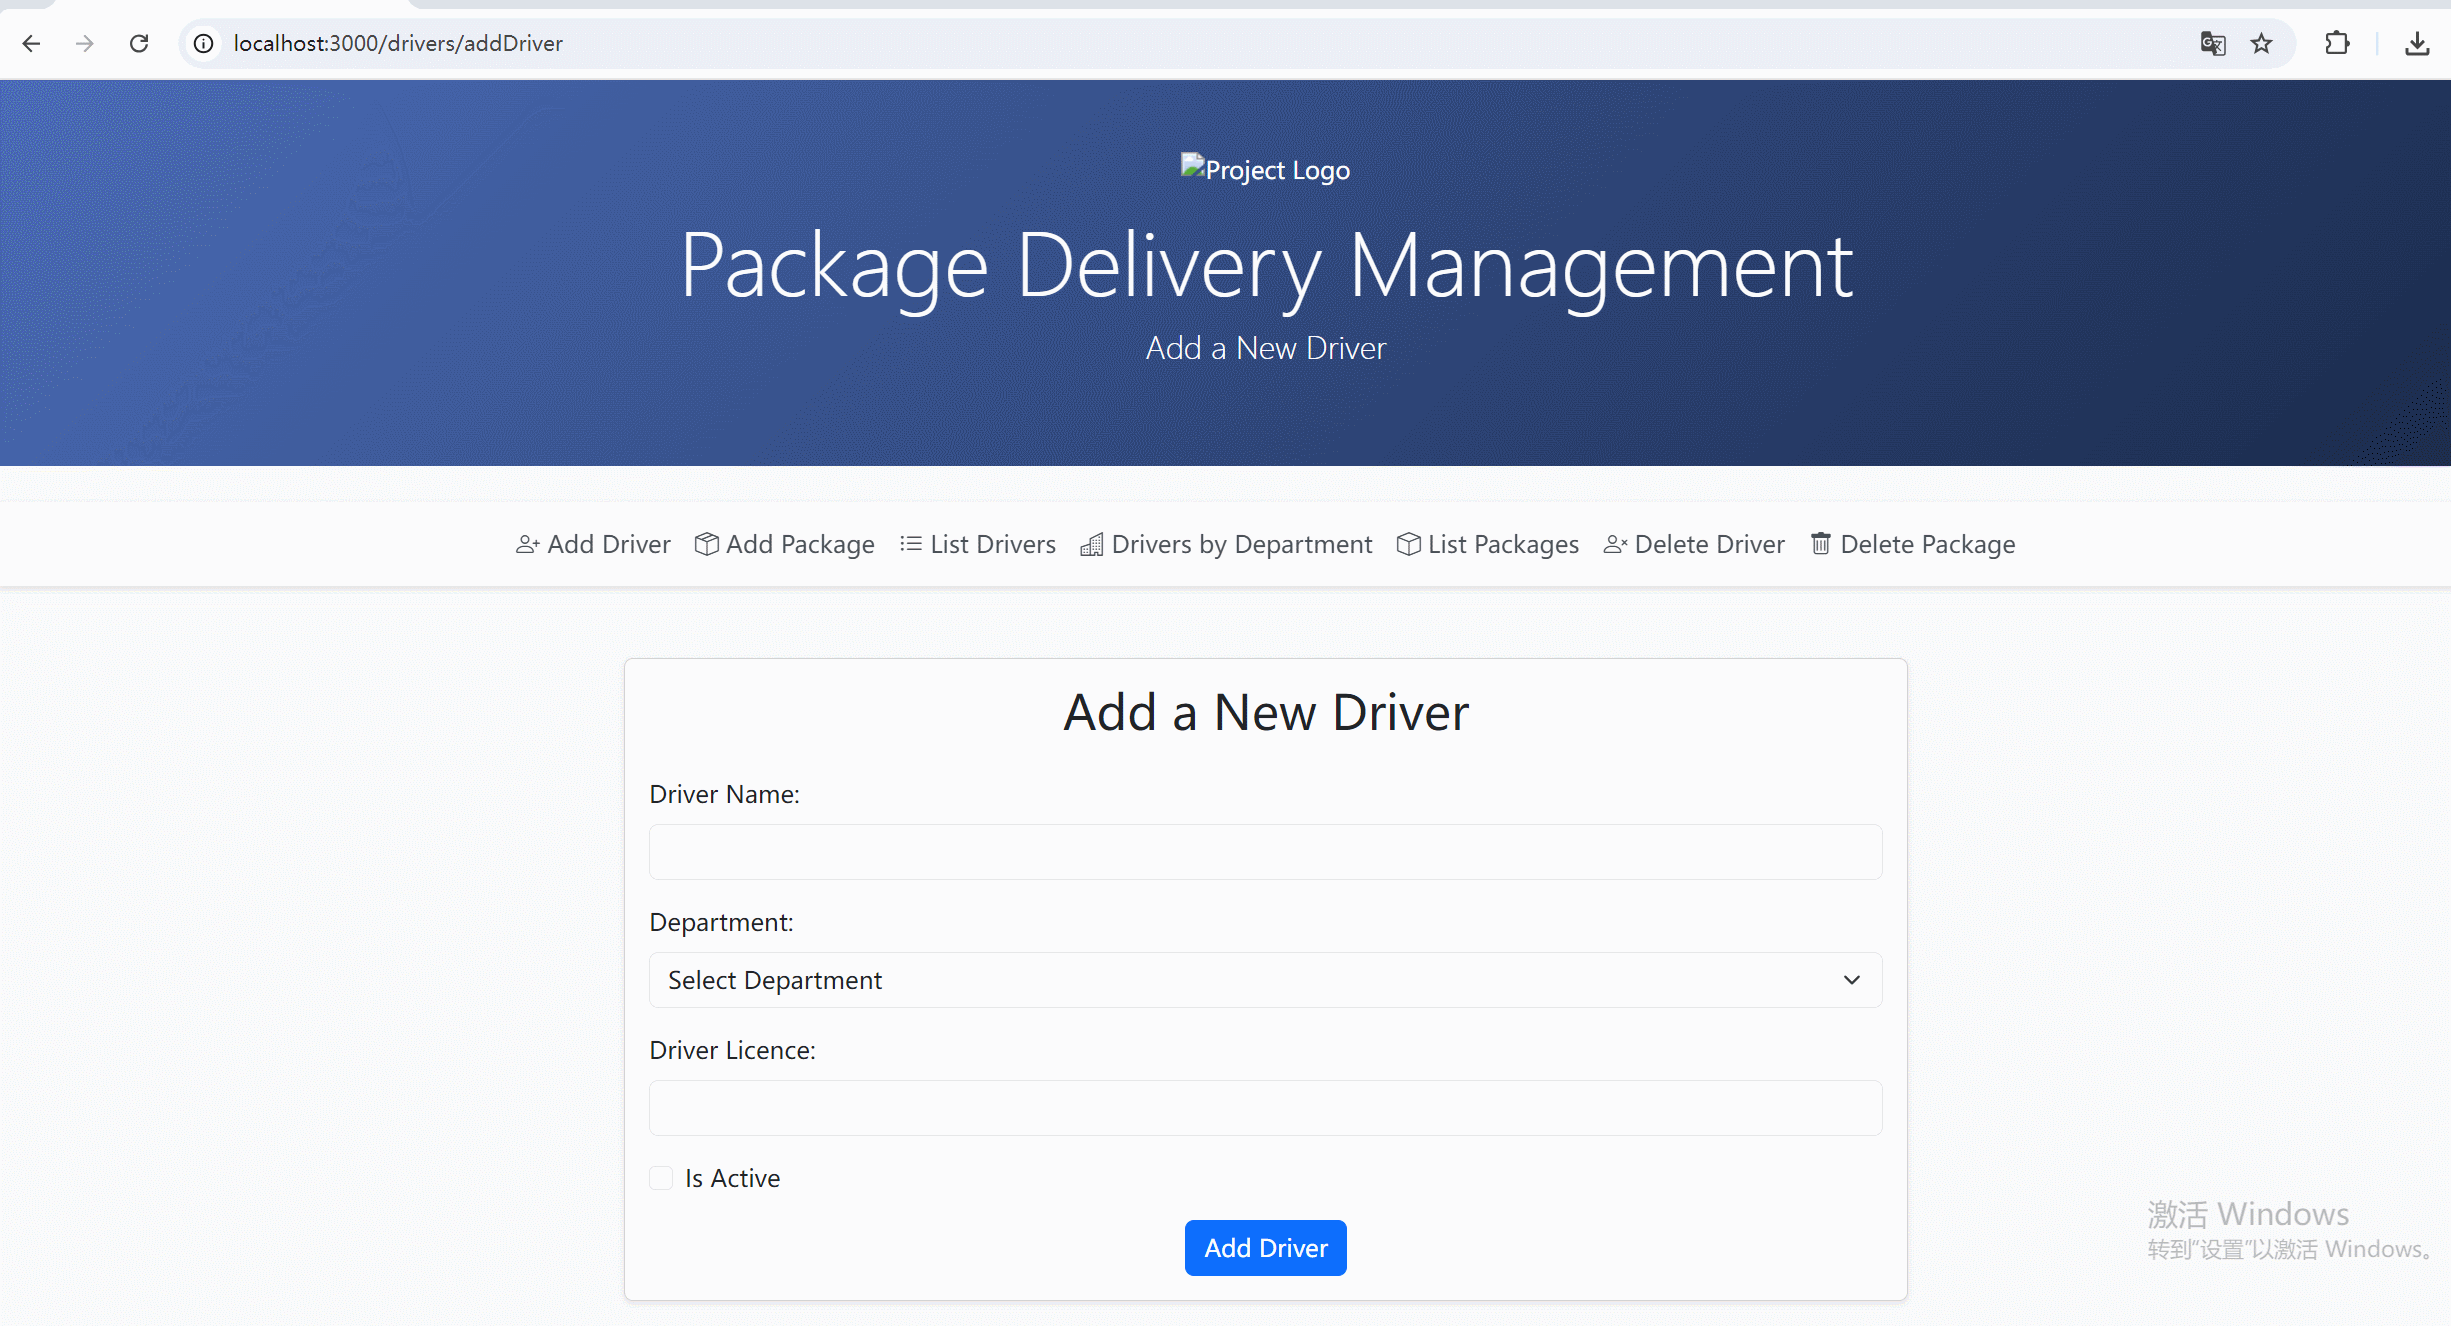 localhost:3000/drivers/addDriver
Project Logo
Package Delivery Management
Add a New Driver
Add Driver Add Package List Drivers Drivers by Department List Packages Delete Driver Delete Package
Add a New Driver
Driver Name:
Department:
Select Department
Driver Licence:
Is Active
Add Driver
激活 Windows
转到“设置”以激活 Windows。